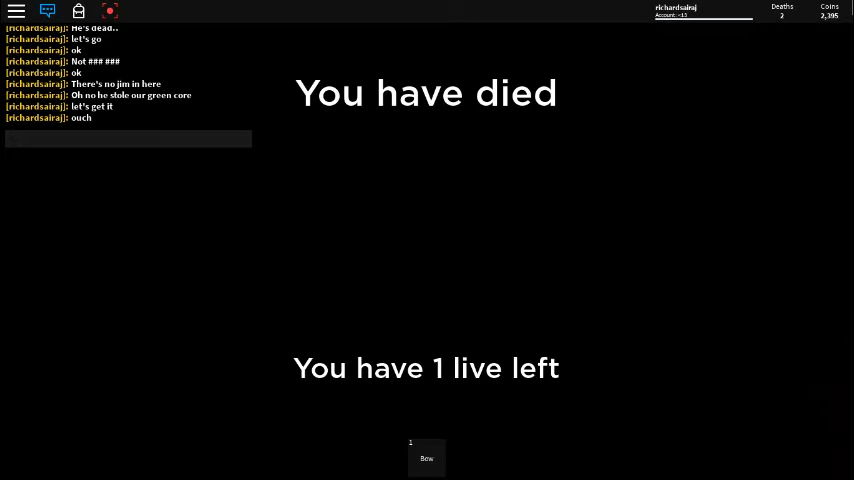 richardsairaj
Account: <13
Deaths
2
Coins
2,395
[richardsairaj]: He's dead..
[richardsairaj]: let's go
[richardsairaj]: ok
[richardsairaj]: Not ### ###
[richardsairaj]: ok
[richardsairaj]: There's no jim in here
[richardsairaj]: Oh no he stole our green core
[richardsairaj]: let's get it
[richardsairaj]: ouch
You have died
You have 1 live left
1
Bow